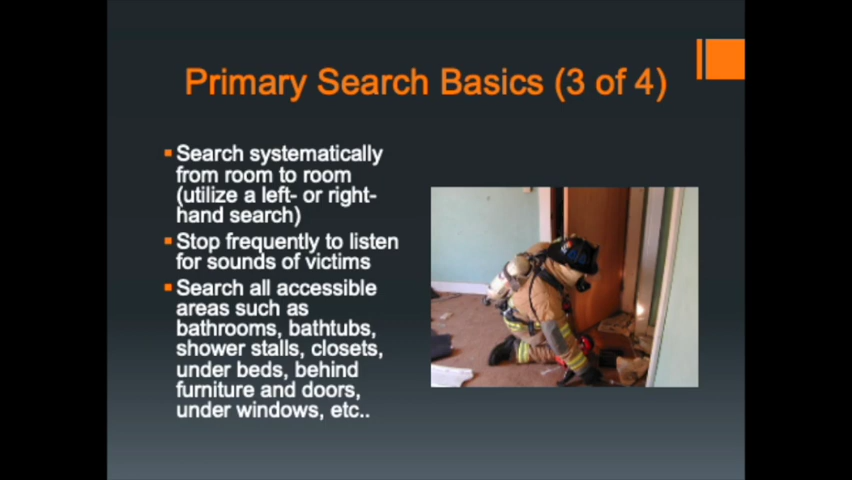 Primary Search Basics (3 of 4)
Search systematically
from room to room
(utilize a left- or right-
hand search)
Stop frequently to listen
for sounds of victims
Search all accessible
areas such as
bathrooms, bathtubs,
shower stalls, closets,
under beds, behind
furniture and doors,
under windows, etc..